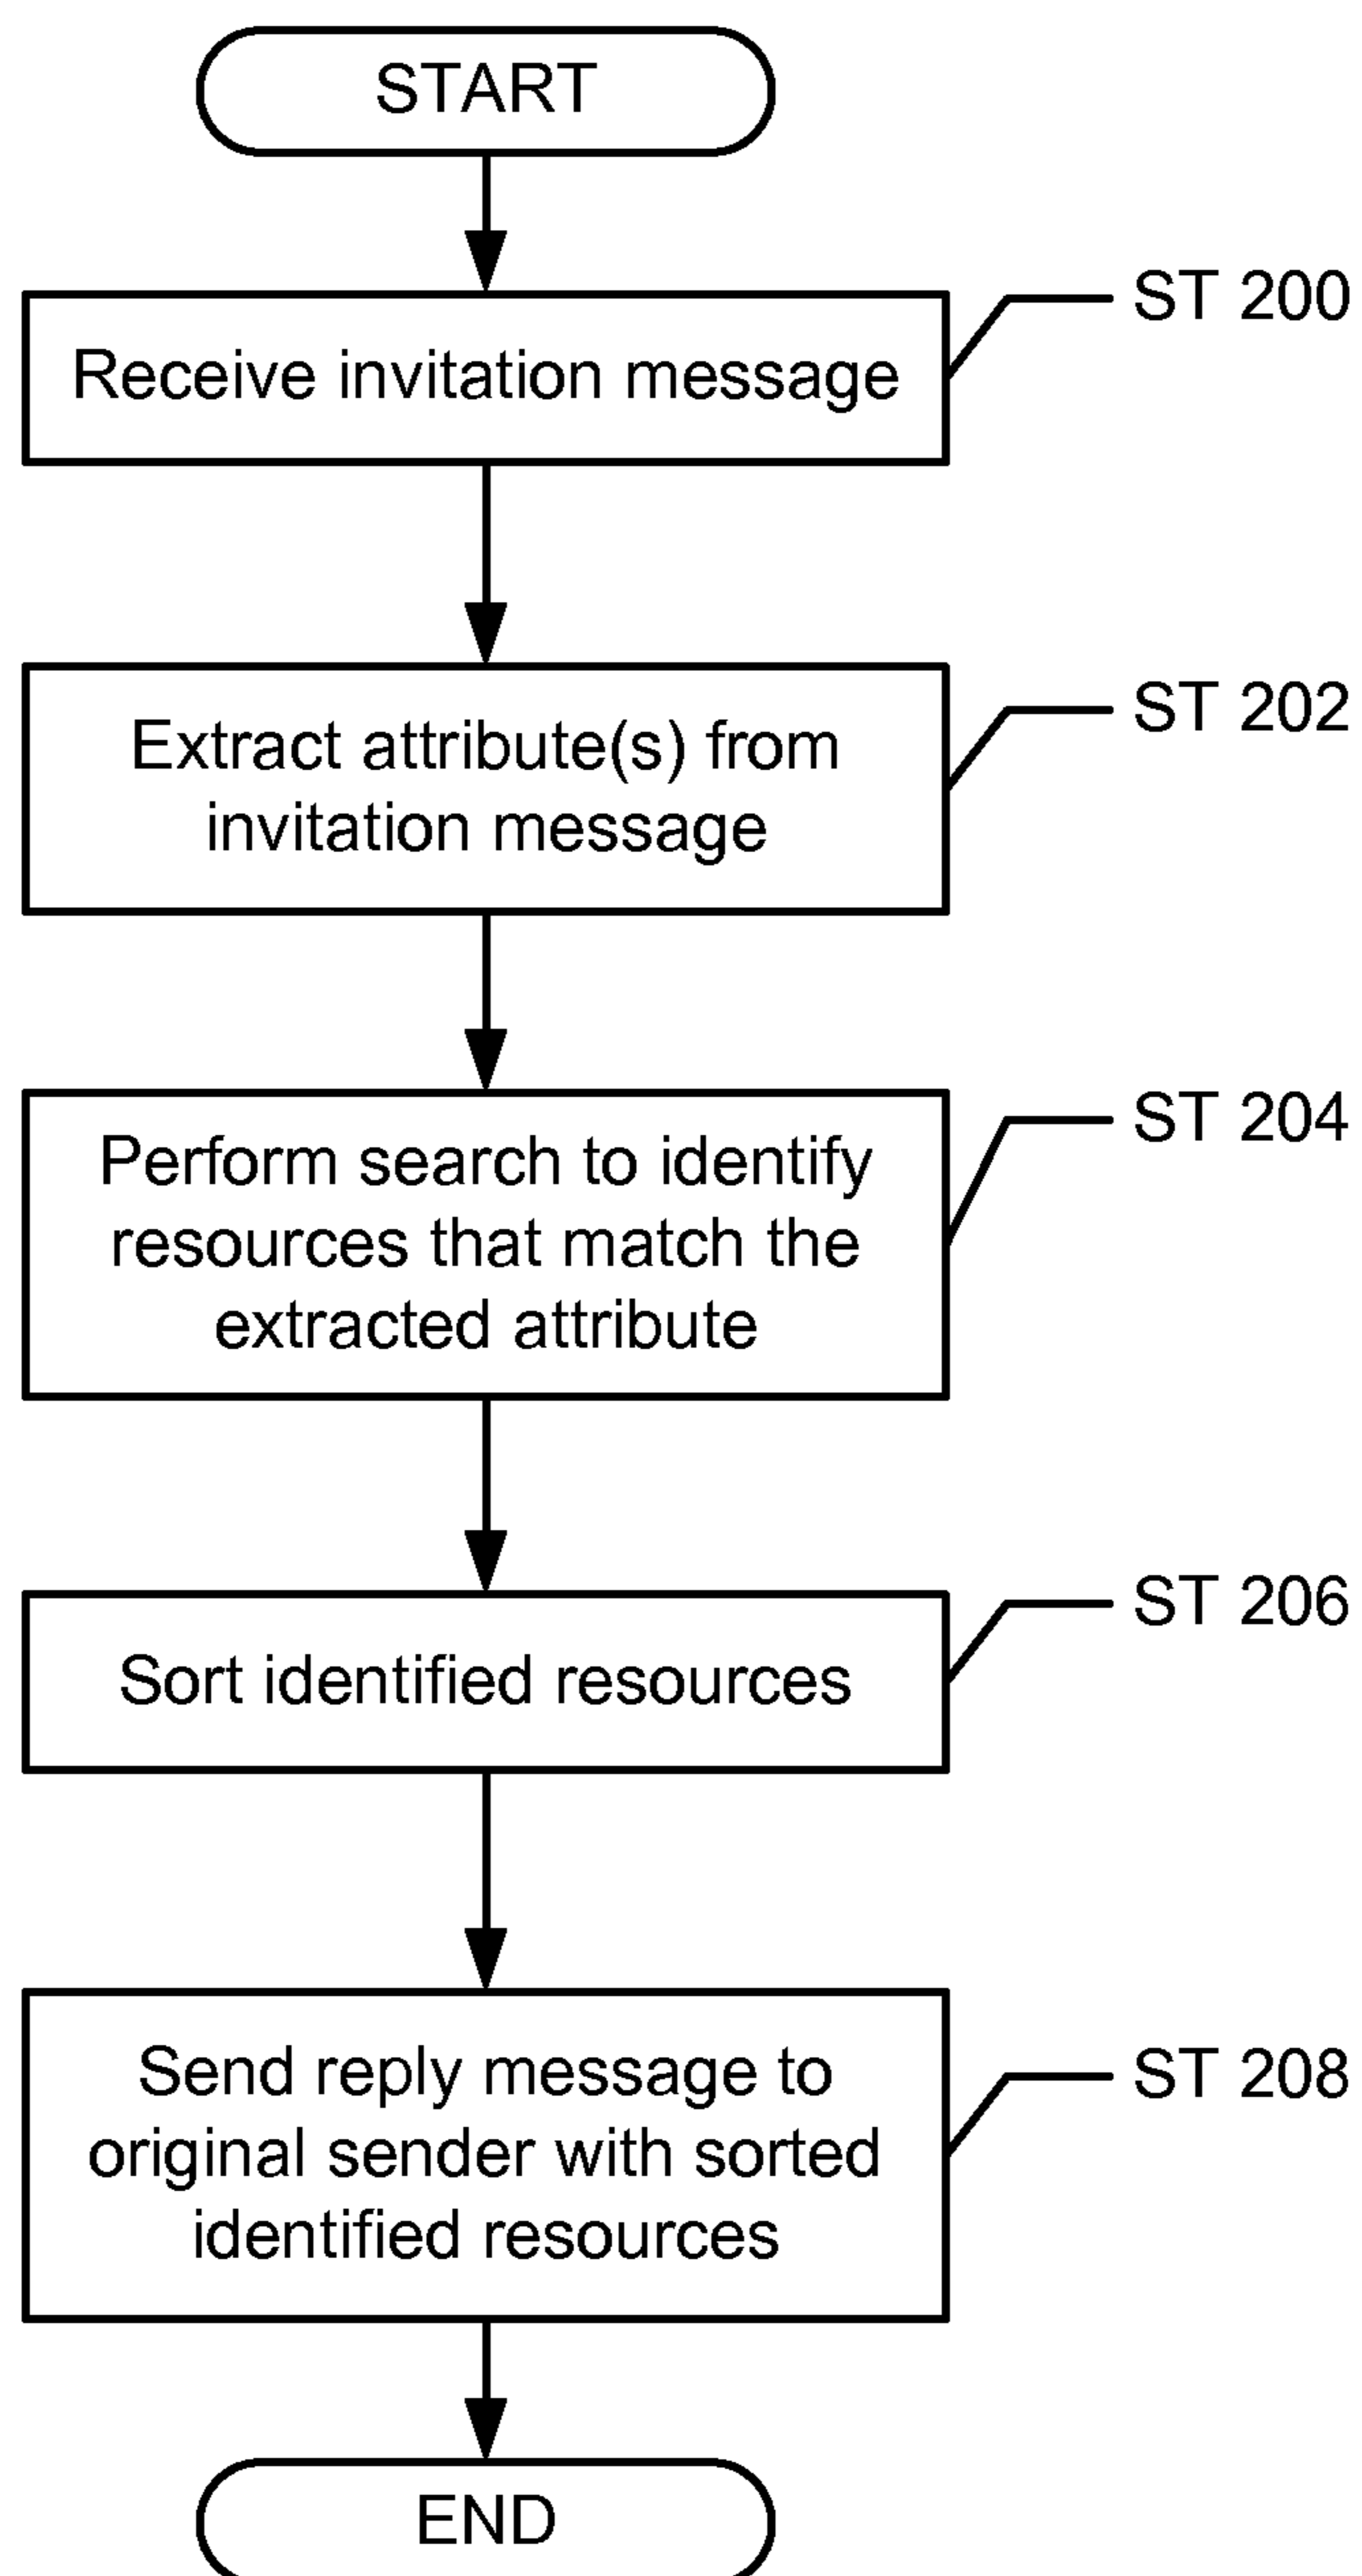 START
ST 200
Receive invitation message
ST 202
Extract attribute(s) from
invitation message
ST 204
Perform search to identify
resources that match the
extracted attribute
ST 206
Sort identified resources
ST 208
Send reply message to
original sender with sorted
identified resources
END